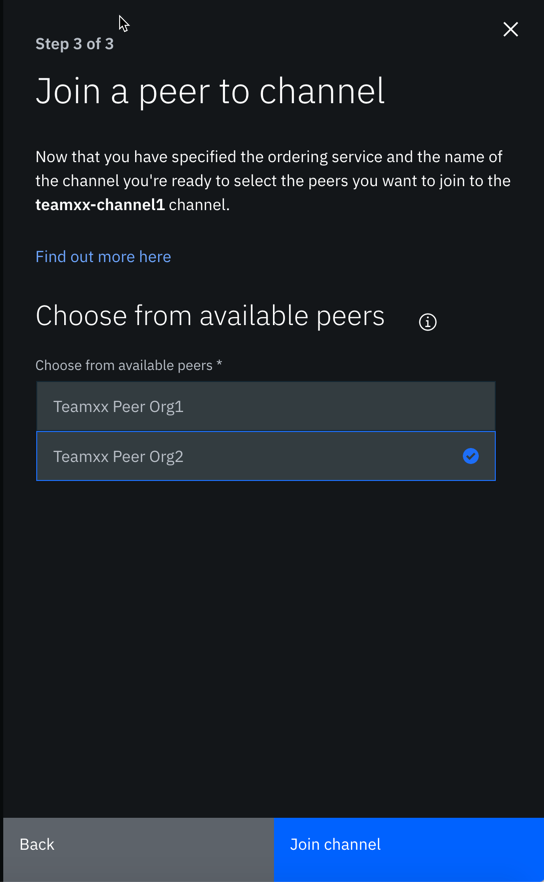 Step 3 of 3
Join a peer to channel
Now that you have specified the ordering service and the name of
the channel you're ready to select the peers you want to join to the
teamxx-channel1 channel.
Find out more here
Choose from available peers
Choose from available peers *
Teamxx Peer Org1
Teamxx Peer Org2
Back
Join channel